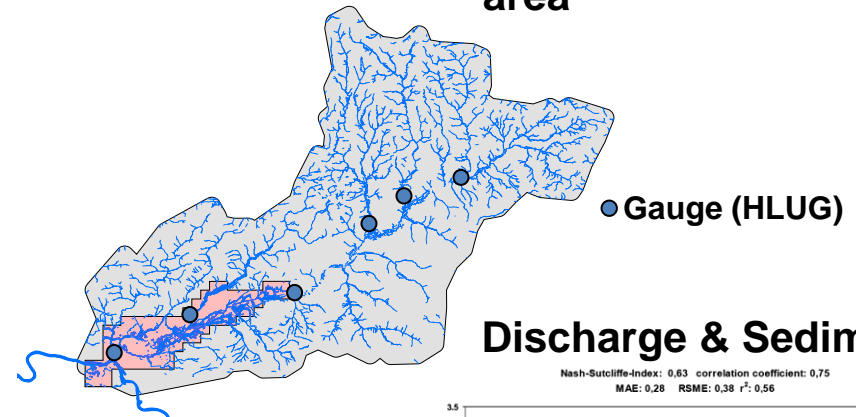 area
Gauge (HLUG)
Discharge & Sedim
Nash-Sutcliffe-Index: 0,63 correlation coefficient: 0,75
MAE: 0,28 RSME: 0,38 r²: 0,56
3.5